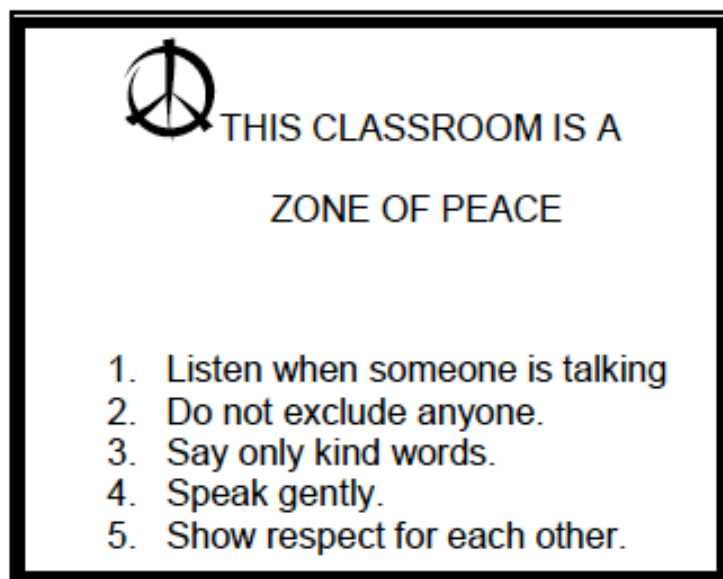 THIS CLASSROOM IS A
ZONE OF PEACE
1. Listen when someone is talking
2. Do not exclude anyone.
3. Say only kind words.
4. Speak gently.
5. Show respect for each other.